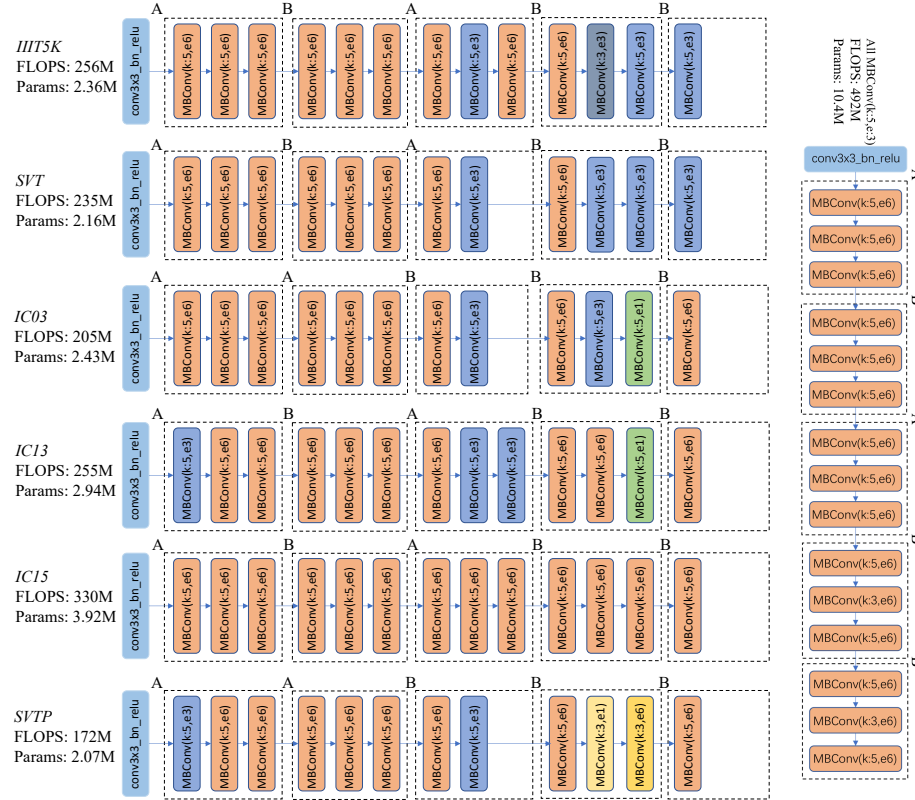 A B A B B
IIIT5K
FLOPS: 256M
Params: 2.36M
conv3x3_bn_relu
MBConv(k:5,e6)
MBConv(k:5,e6)
MBConv(k:5,e6)
MBConv(k:5,e6)
MBConv(k:5,e6)
MBConv(k:5,e6)
MBConv(k:5,e6)
MBConv(k:5,e3)
MBConv(k:5,e6)
MBConv(k:5,e6)
MBConv(k:3,e3)
MBConv(k:5,e3)
MBConv(k:5,e3)
A B A B B
SVT
FLOPS: 235M
Params: 2.16M
conv3x3_bn_relu
MBConv(k:5,e6)
MBConv(k:5,e6)
MBConv(k:5,e6)
MBConv(k:5,e6)
MBConv(k:5,e6)
MBConv(k:5,e6)
MBConv(k:5,e6)
MBConv(k:5,e3)
MBConv(k:5,e6)
MBConv(k:5,e3)
MBConv(k:5,e3)
MBConv(k:5,e3)
A A B B B
IC03
FLOPS: 205M
Params: 2.43M
conv3x3_bn_relu
MBConv(k:5,e6)
MBConv(k:5,e6)
MBConv(k:5,e6)
MBConv(k:5,e6)
MBConv(k:5,e6)
MBConv(k:5,e6)
MBConv(k:5,e6)
MBConv(k:5,e3)
MBConv(k:5,e6)
MBConv(k:5,e3)
MBConv(k:5,e1)
MBConv(k:5,e6)
A B A B B
IC13
FLOPS: 255M
Params: 2.94M
conv3x3_bn_relu
MBConv(k:5,e3)
MBConv(k:5,e6)
MBConv(k:5,e6)
MBConv(k:5,e6)
MBConv(k:5,e6)
MBConv(k:5,e6)
MBConv(k:5,e6)
MBConv(k:5,e3)
MBConv(k:5,e3)
MBConv(k:5,e6)
MBConv(k:5,e6)
MBConv(k:5,e1)
MBConv(k:5,e6)
A B A B B
IC15
FLOPS: 330M
Params: 3.92M
conv3x3_bn_relu
MBConv(k:5,e6)
MBConv(k:5,e6)
MBConv(k:5,e6)
MBConv(k:5,e6)
MBConv(k:5,e6)
MBConv(k:5,e6)
MBConv(k:5,e6)
MBConv(k:5,e6)
MBConv(k:5,e6)
MBConv(k:5,e6)
MBConv(k:5,e6)
MBConv(k:5,e6)
MBConv(k:5,e6)
A A B B B
SVTP
FLOPS: 172M
Params: 2.07M
conv3x3_bn_relu
MBConv(k:5,e3)
MBConv(k:5,e6)
MBConv(k:5,e6)
MBConv(k:5,e6)
MBConv(k:5,e6)
MBConv(k:5,e6)
MBConv(k:5,e6)
MBConv(k:5,e3)
MBConv(k:5,e6)
MBConv(k:3,e1)
MBConv(k:3,e6)
MBConv(k:5,e6)
All MBConv(k:5,e:3)
FLOPS: 492M
Params: 10.4M
conv3x3_bn_relu
MBConv(k:5,e6)
MBConv(k:5,e6)
MBConv(k:5,e6)
MBConv(k:5,e6)
MBConv(k:5,e6)
MBConv(k:5,e6)
MBConv(k:5,e6)
MBConv(k:5,e6)
MBConv(k:5,e6)
MBConv(k:5,e6)
MBConv(k:3,e6)
MBConv(k:5,e6)
MBConv(k:5,e6)
MBConv(k:3,e6)
MBConv(k:5,e6)